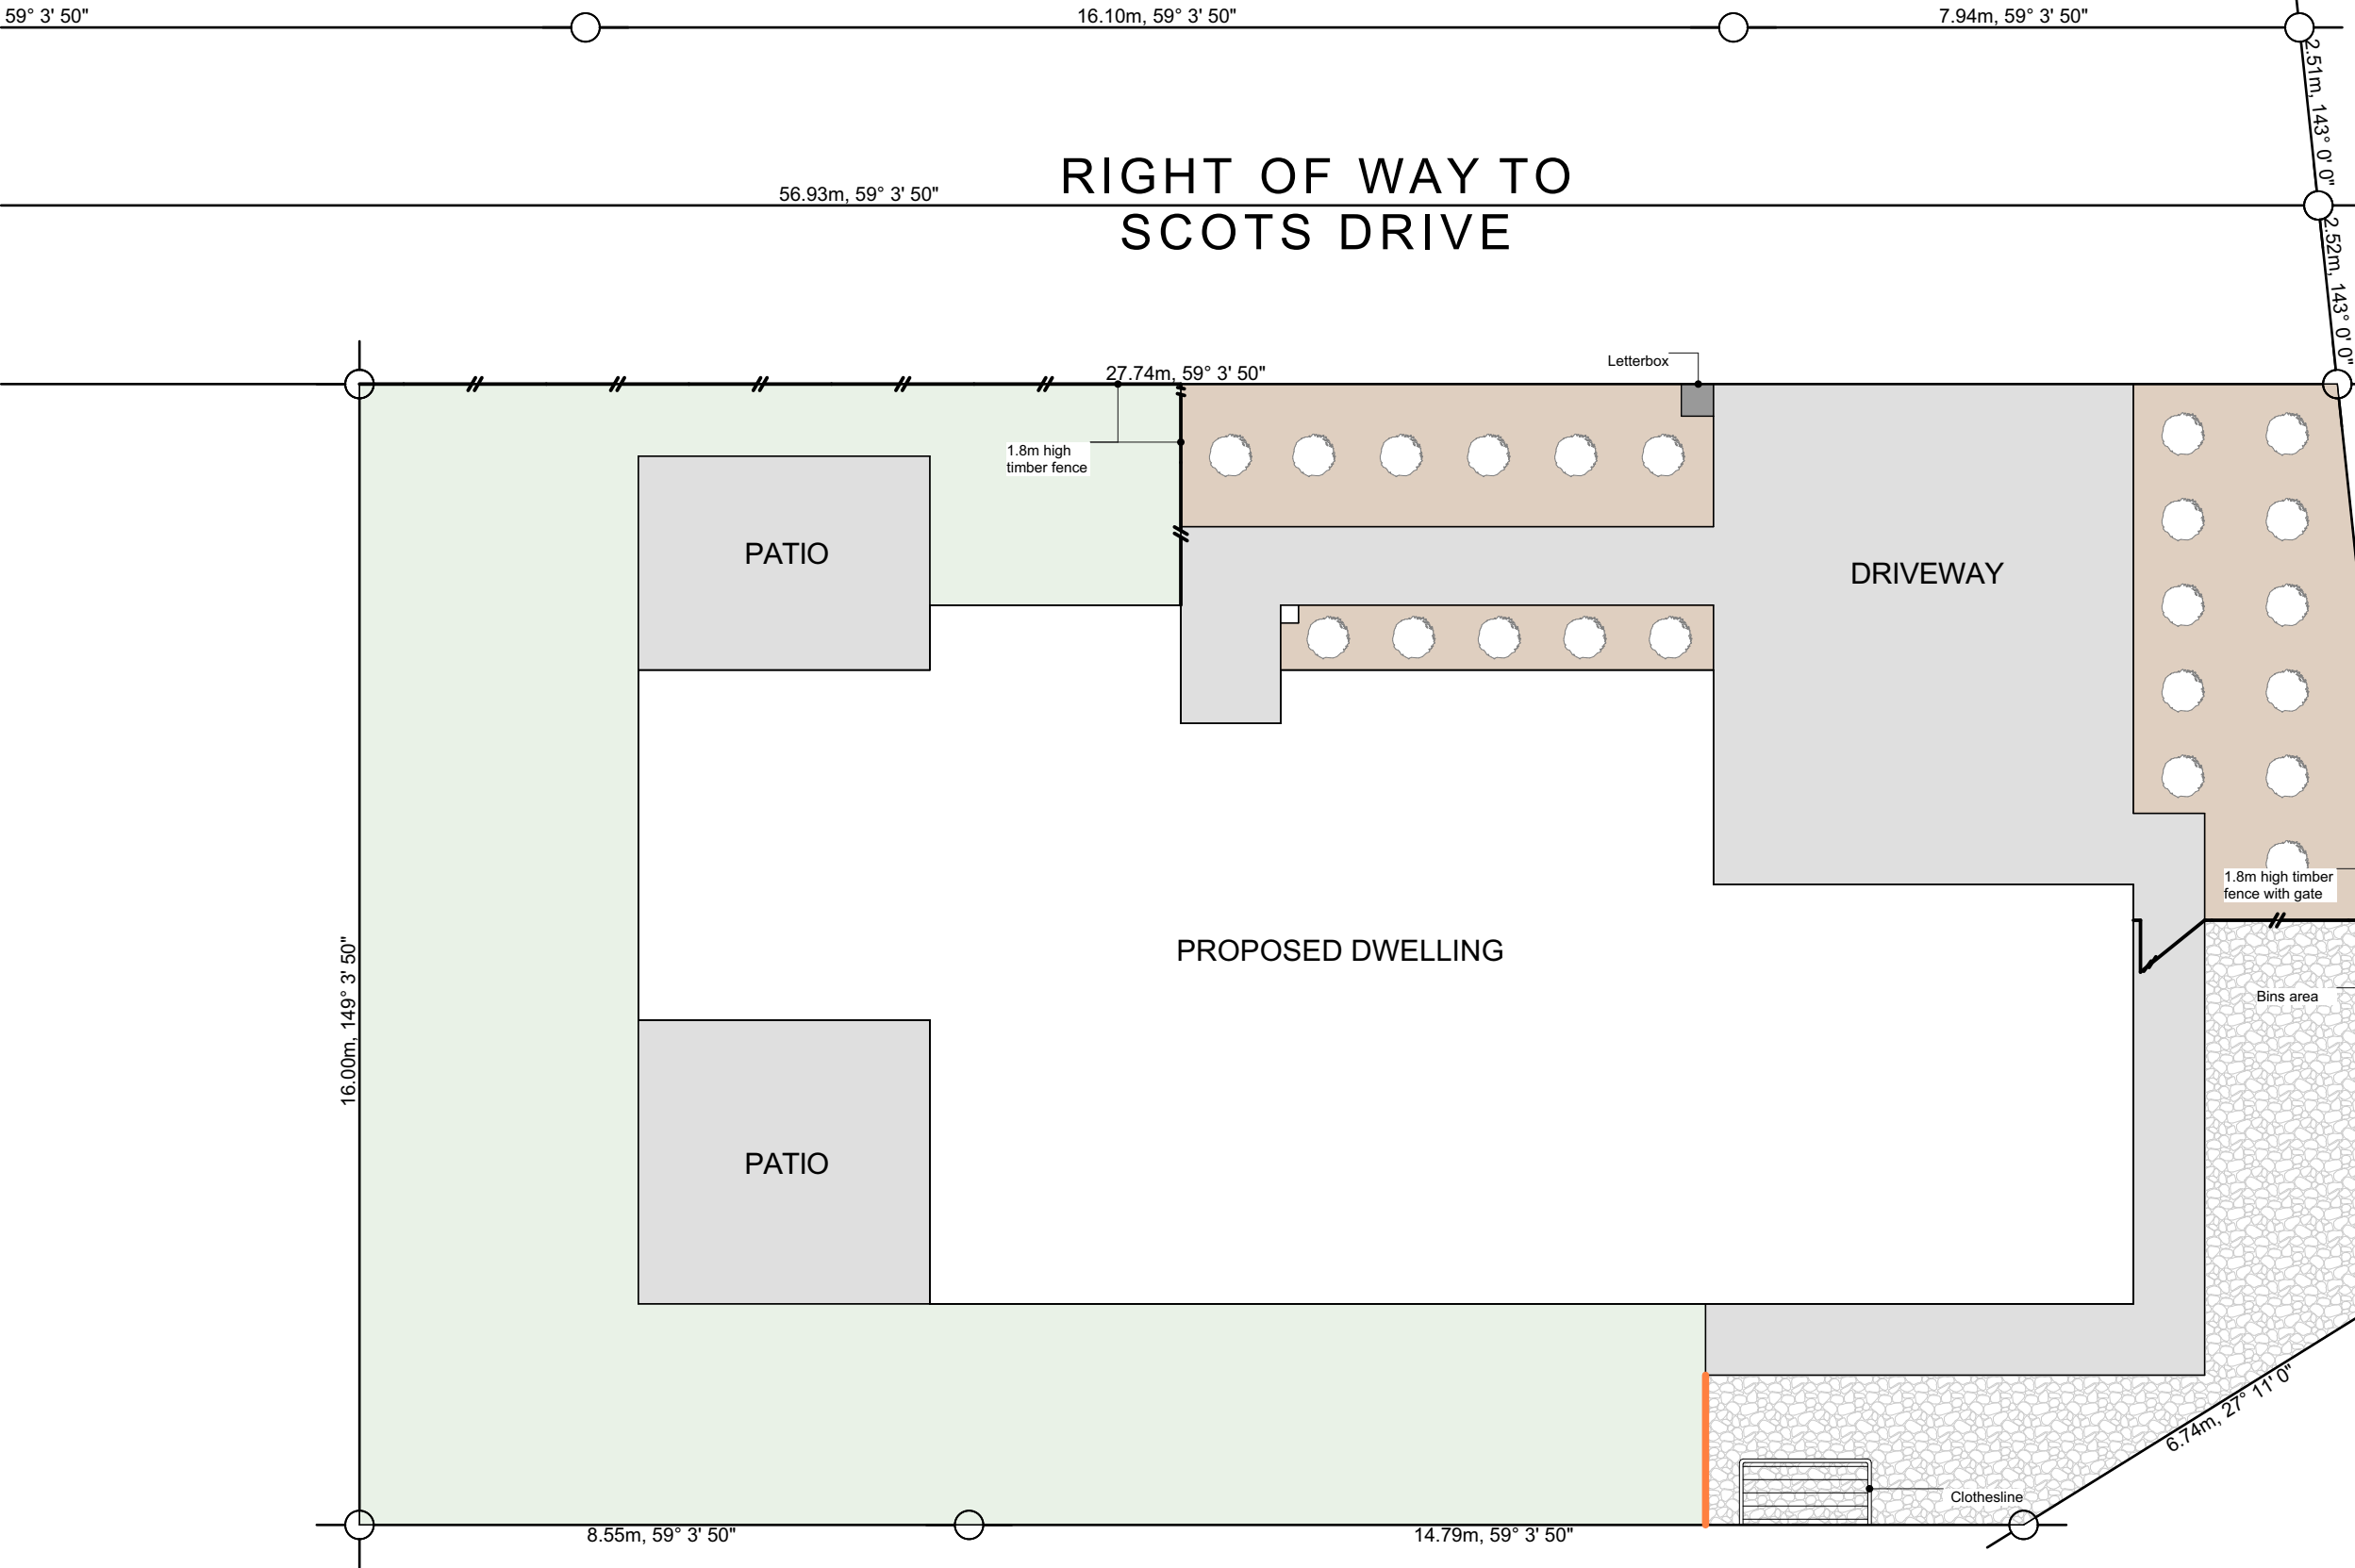 59° 3' 50"
16.10m, 59° 3' 50"
7.94m, 59° 3' 50"
2.51m, 143° 0' 0"
RIGHT OF WAY TO
56.93m, 59° 3' 50"
SCOTS DRIVE
2.52m, 143° 0' 0"
Letterbox
27.74m, 59° 3' 50"
1.8m high
timber fence
PATIO
DRIVEWAY
1.8m high timber
fence with gate
PROPOSED DWELLING
Bins area
16.00m, 149° 3' 50"
PATIO
6.74m, 27° 11' 0"
Clothesline
8.55m, 59° 3' 50"
14.79m, 59° 3' 50"